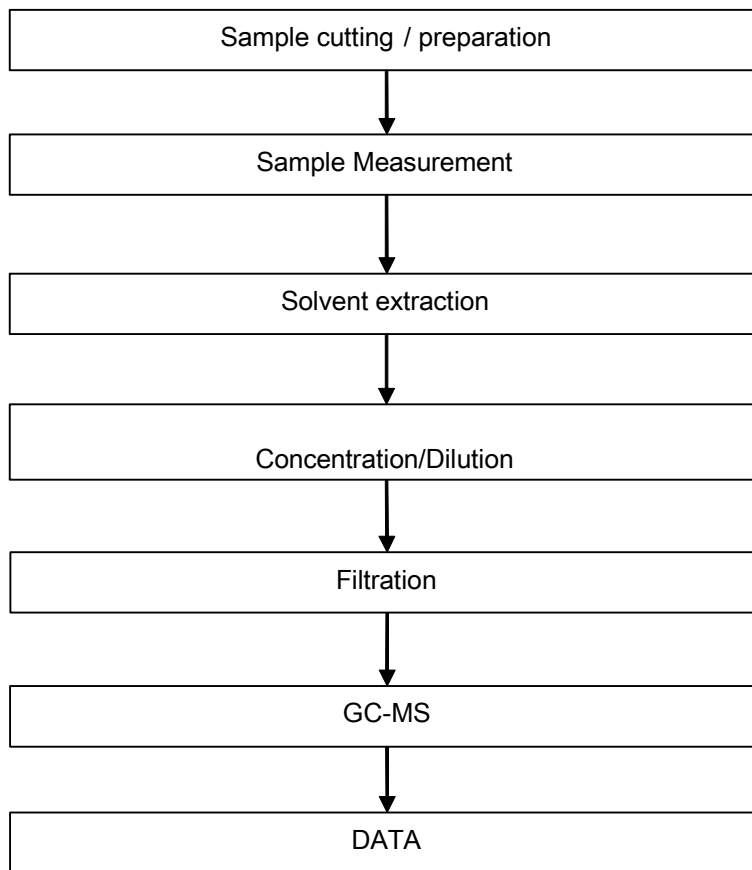 Sample cutting / preparation
Sample Measurement
Solvent extraction
Concentration/Dilution
Filtration
GC-MS
DATA